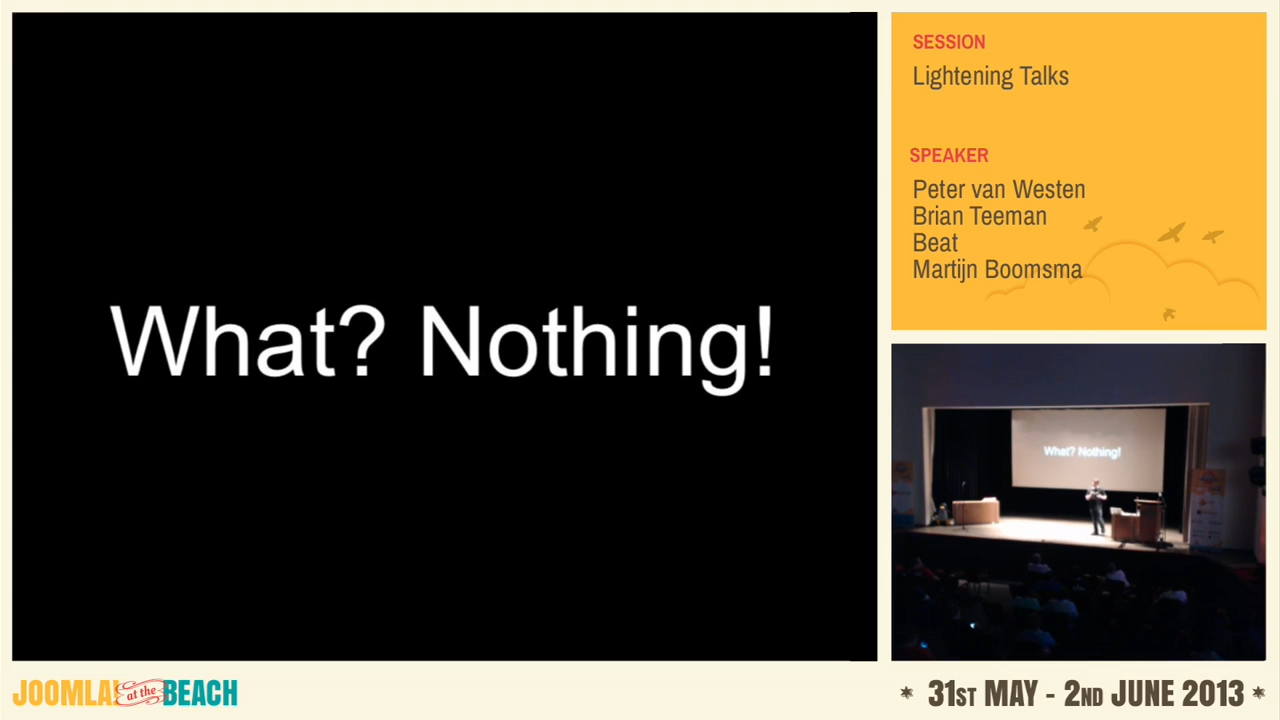 What? Nothing!
SESSION
Lightening Talks
SPEAKER
Peter van Westen
Brian Teeman
Beat
Martijn Boomsma
What? Nothing!
JOOMLA! at the BEACH
* 31ST MAY - 2ND JUNE 2013 *